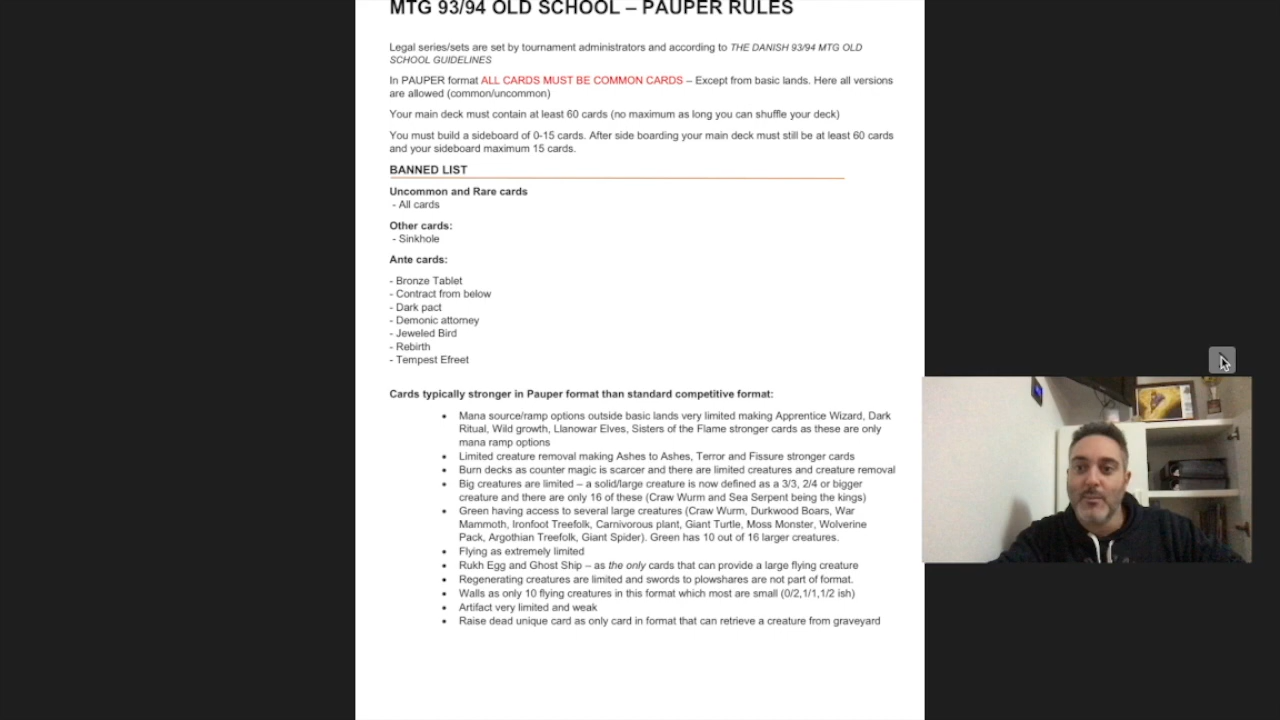 MTG 93/94 OLD SCHOOL – PAUPER RULES
Legal series/sets are set by tournament administrators and according to THE DANISH 93/94 MTG OLD
SCHOOL GUIDELINES
In PAUPER format ALL CARDS MUST BE COMMON CARDS – Except from basic lands. Here all versions
are allowed (common/uncommon)
Your main deck must contain at least 60 cards (no maximum as long you can shuffle your deck)
You must build a sideboard of 0-15 cards. After side boarding your main deck must still be at least 60 cards
and your sideboard maximum 15 cards.
BANNED LIST
Uncommon and Rare cards
- All cards
Other cards:
- Sinkhole
Ante cards:
- Bronze Tablet
- Contract from below
- Dark pact
- Demonic attorney
- Jeweled Bird
- Rebirth
- Tempest Efreet
Cards typically stronger in Pauper format than standard competitive format:
• Mana source/ramp options outside basic lands very limited making Apprentice Wizard, Dark
Ritual, Wild growth, Llanowar Elves, Sisters of the Flame stronger cards as these are only
mana ramp options
• Limited creature removal making Ashes to Ashes, Terror and Fissure stronger cards
• Burn decks as counter magic is scarcer and there are limited creatures and creature removal
• Big creatures are limited – a solid/large creature is now defined as a 3/3, 2/4 or bigger
creature and there are only 16 of these (Craw Wurm and Sea Serpent being the kings)
• Green having access to several large creatures (Craw Wurm, Durkwood Boars, War
Mammoth, Ironfoot Treefolk, Carnivorous plant, Giant Turtle, Moss Monster, Wolverine
Pack, Argothian Treefolk, Giant Spider). Green has 10 out of 16 larger creatures.
• Flying as extremely limited
• Rukh Egg and Ghost Ship – as the only cards that can provide a large flying creature
• Regenerating creatures are limited and swords to plowshares are not part of format.
• Walls as only 10 flying creatures in this format which most are small (0/2,1/1,1/2 ish)
• Artifact very limited and weak
• Raise dead unique card as only card in format that can retrieve a creature from graveyard